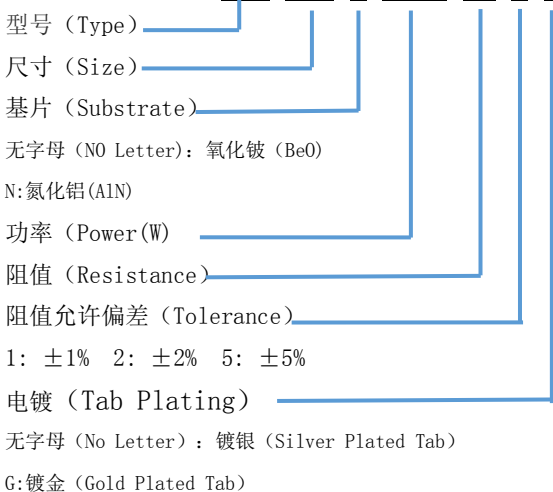 型号（Type）
尺寸（Size）
基片（Substrate）
无字母（NO Letter): 氧化铍（BeO)
N:氮化铝(AlN)
功率（Power(W)
阻值（Resistance）
阻值允许偏差（Tolerance）
1: ±1%  2: ±2%  5: ±5%
电镀（Tab Plating）
无字母（No Letter）: 镀银（Silver Plated Tab）
G:镀金（Gold Plated Tab）